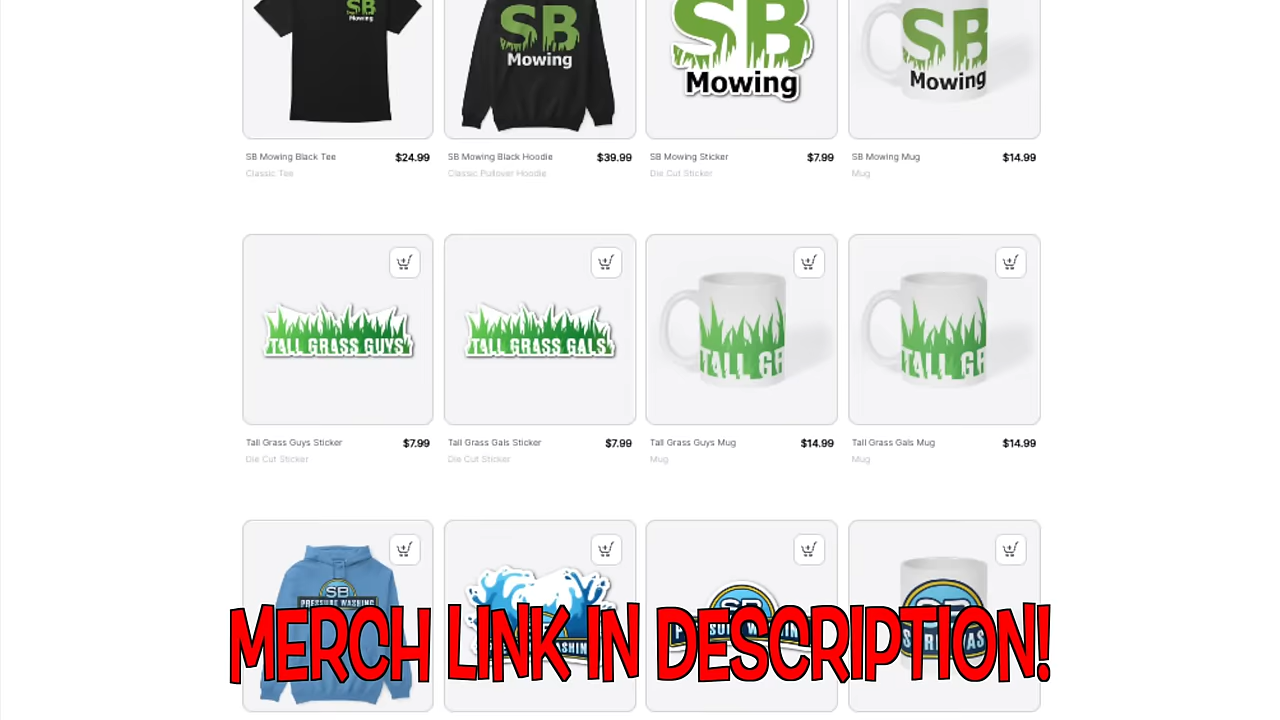 SB
Mowing
SB
Mowing
SB
Mowing
SB
Mowing
SB Mowing Black Tee $24.99
Classic Tee
SB Mowing Black Hoodie $39.99
Classic Pullover Hoodie
SB Mowing Sticker $7.99
Die Cut Sticker
SB Mowing Mug $14.99
Mug
TALL GRASS GUYS
TALL GRASS GALS
TALL GR
TALL GR
Tall Grass Guys Sticker $7.99
Die Cut Sticker
Tall Grass Gals Sticker $7.99
Die Cut Sticker
Tall Grass Guys Mug $14.99
Mug
Tall Grass Gals Mug $14.99
Mug
SB
PRESSURE WASHING
SB
SB
MERCH LINK IN DESCRIPTION!